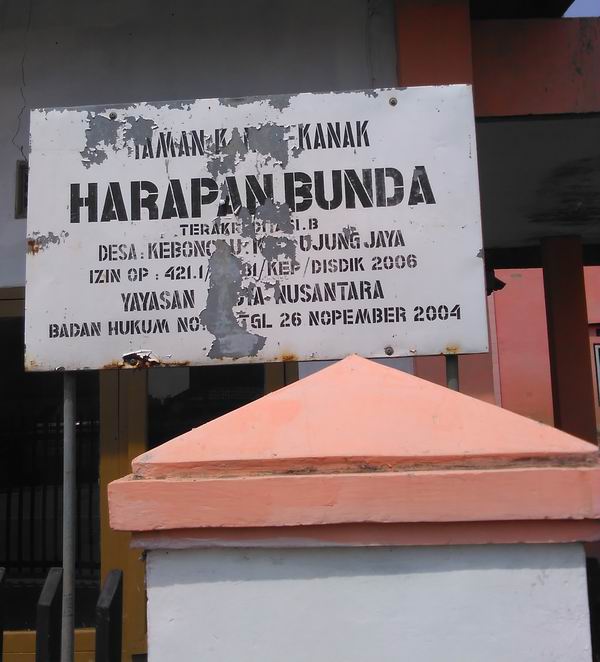 TAMAN -KANAK
HARAPAN BUNDA
B
DESA: UJUNG JAYA
IZIN OP : 421.1/ /KEP/DISDIK 2006
YAYASAN NUSANTARA
BADAN HUKUM NO TGL 26 NOPEMBER 2004